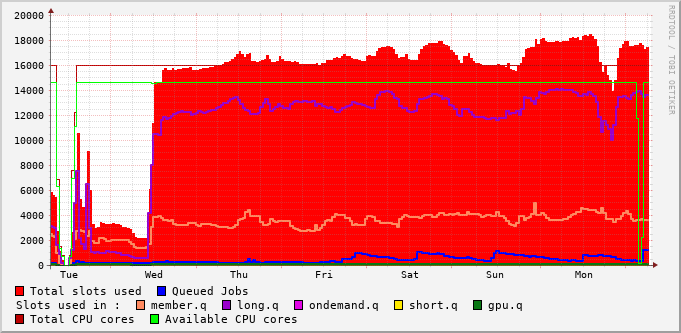 20000
18000
16000
14000
12000
10000
8000
6000
4000
2000
0
Tue Wed Thu Fri Sat Sun Mon
RRDTOOL / TOBI OETIKER
Total slots used Queued Jobs
Slots used in : member.q long.q ondemand.q short.q gpu.q
Total CPU cores Available CPU cores